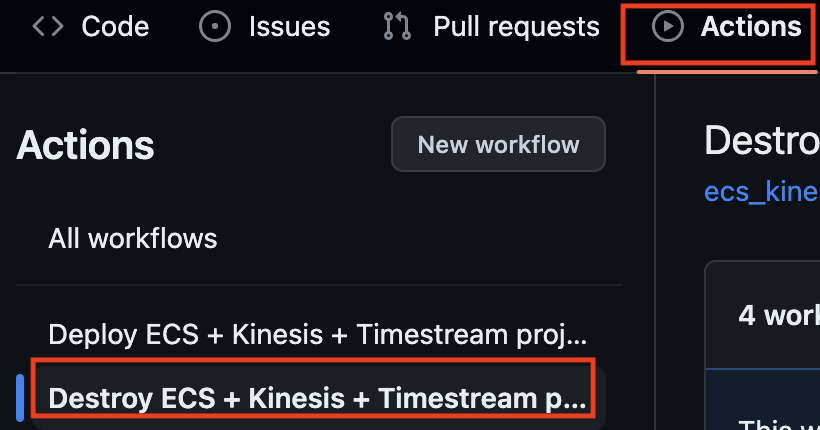 Code Issues Pull requests Actions
Actions New workflow
All workflows
Deploy ECS + Kinesis + Timestream proj...
Destroy ECS + Kinesis + Timestream p...
Destro
ecs_kine
4 work
This w